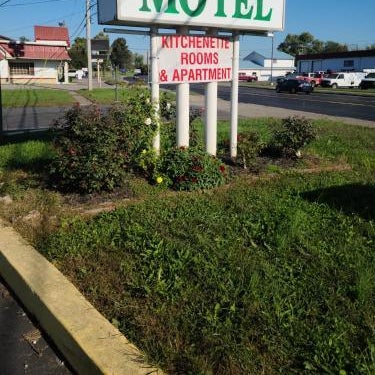 MOTEL
KITCHENETTE
ROOMS
& APARTMENT